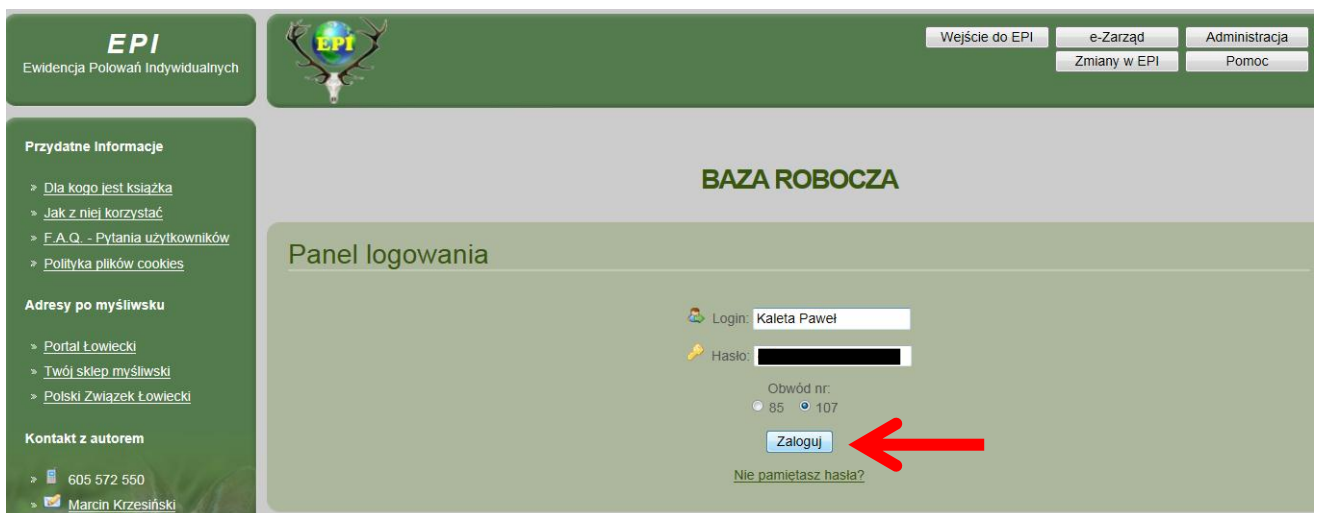 EPI
Ewidencja Polowań Indywidualnych
EPI
Wejście do EPI
e-Zarząd
Administracja
Zmiany w EPI
Pomoc
Przydatne Informacje
» Dla kogo jest książka
» Jak z niej korzystać
» F.A.Q. - Pytania użytkowników
» Polityka plików cookies
Adresy po myśliwsku
» Portal Łowiecki
» Twój sklep myśliwski
» Polski Związek Łowiecki
Kontakt z autorem
» 605 572 550
» Marcin Krzesiński
BAZA ROBOCZA
Panel logowania
Login: Kaleta Paweł
Hasło:
Obwód nr:
85 107
Zaloguj
Nie pamiętasz hasła?